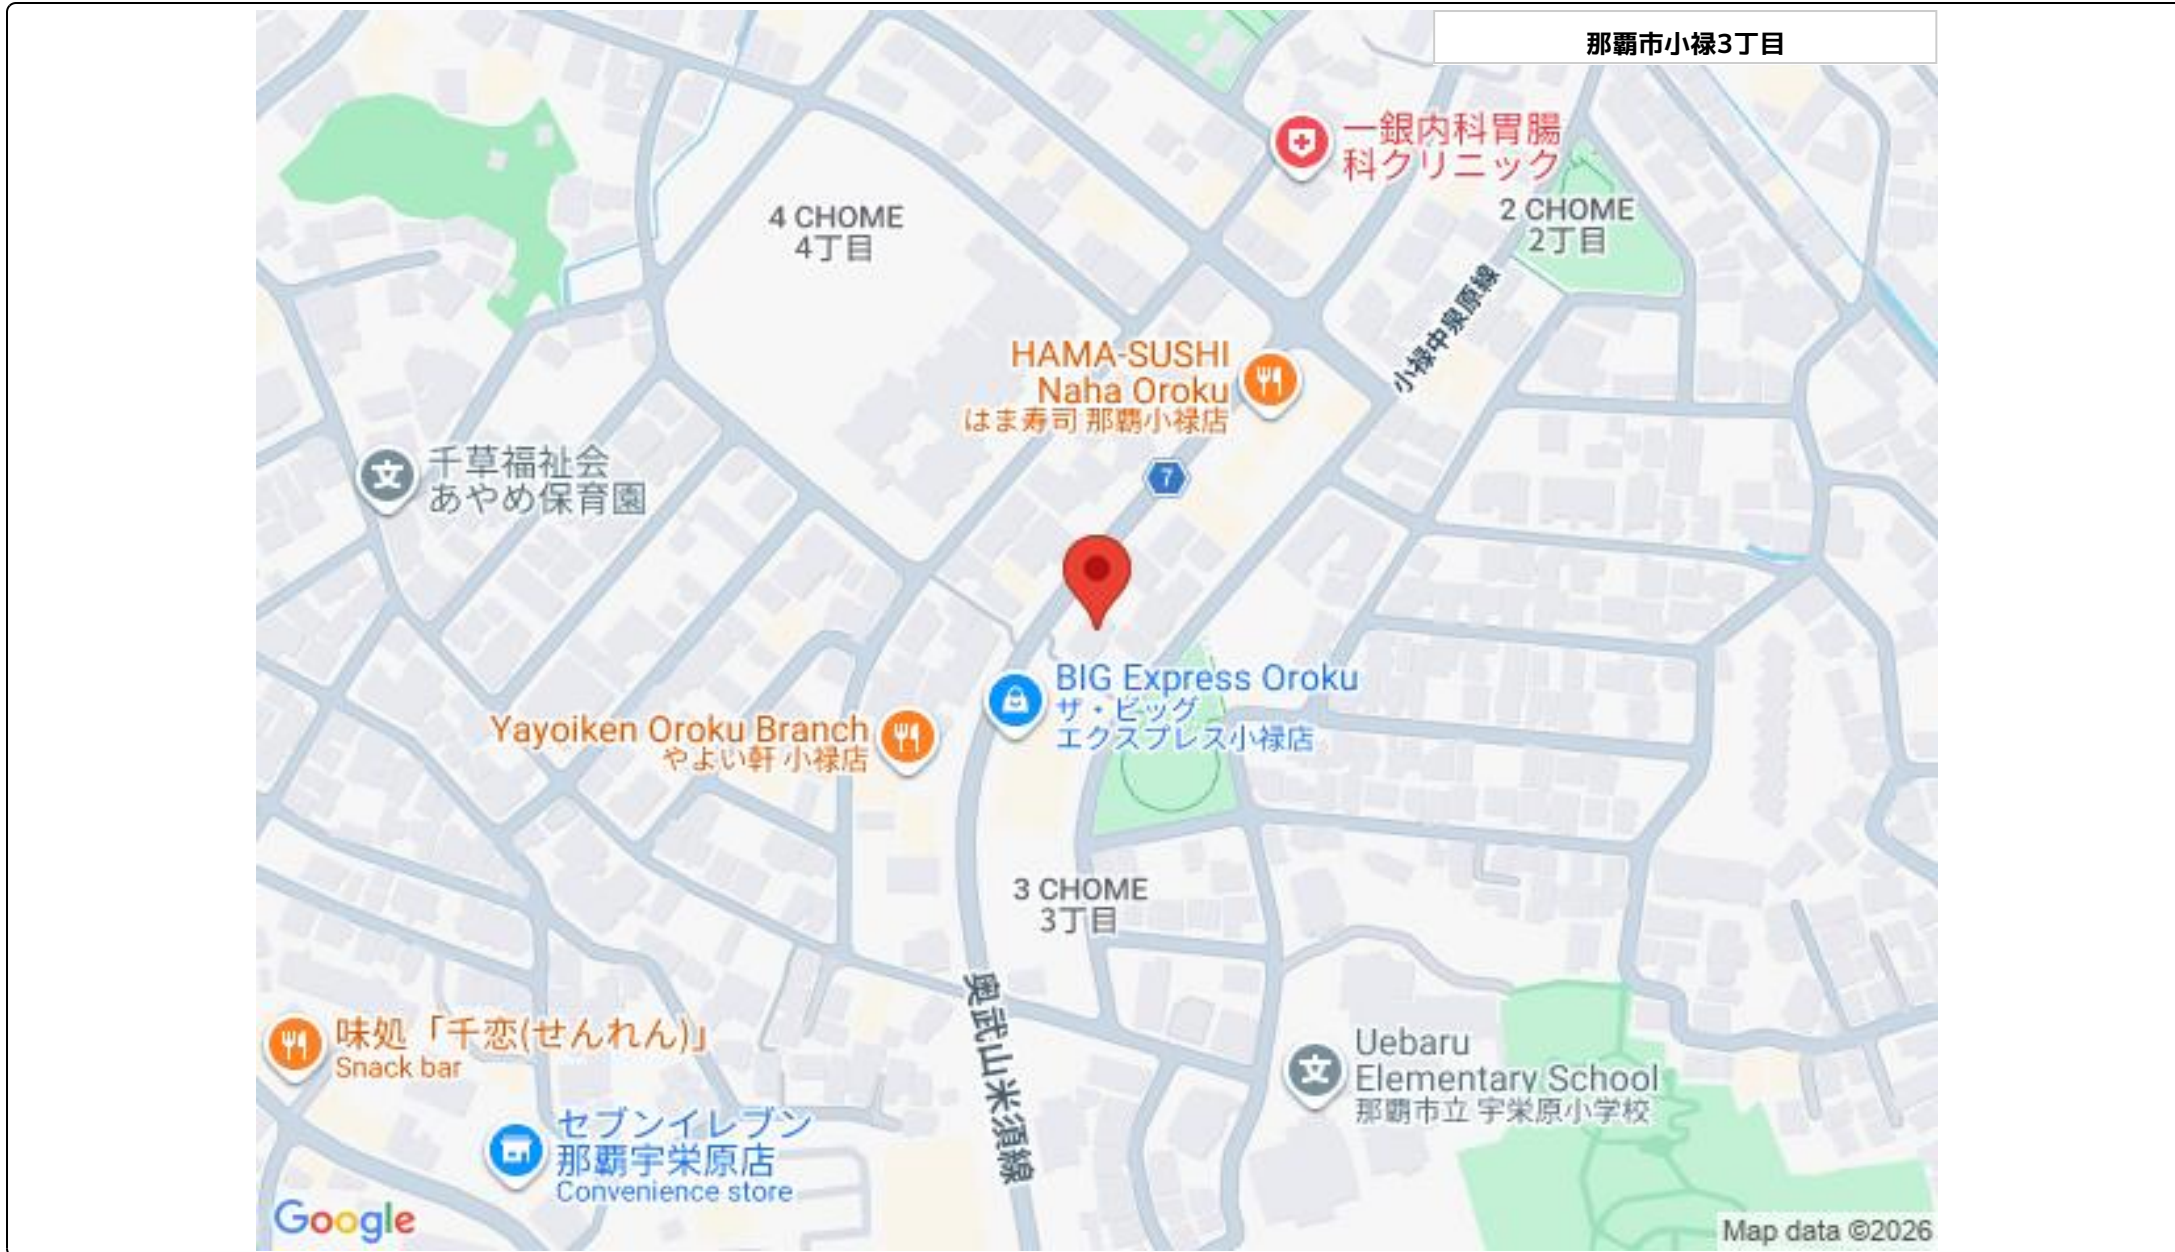 那覇市小禄3丁目
一銀内科胃腸
科クリニック
4 CHOME
4丁目
2 CHOME
2丁目
小禄中泉原線
HAMA-SUSHI
Naha Oroku
はま寿司 那覇小禄店
7
千草福祉会
あやめ保育園
BIG Express Oroku
ザ・ビッグ
エクスプレス小禄店
Yayoiken Oroku Branch
やよい軒 小禄店
3 CHOME
3丁目
奥武山米須線
味処「千恋(せんれん)」
Snack bar
Uebaru
Elementary School
那覇市立 宇栄原小学校
セブンイレブン
那覇宇栄原店
Convenience store
Google
Map data ©2026